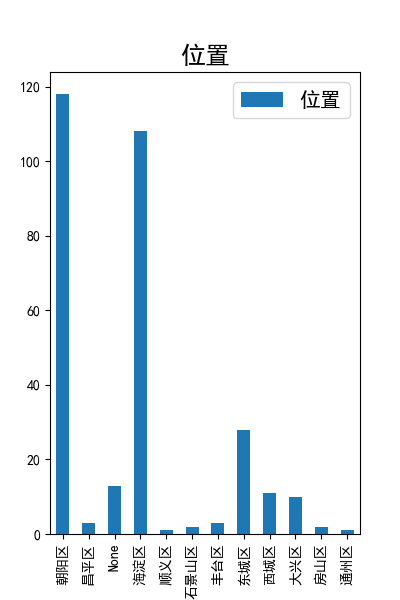 位置
位置
120
100
80
60
40
20
0
朝阳区
昌平区
None
海淀区
顺义区
石景山区
丰台区
东城区
西城区
大兴区
房山区
通州区